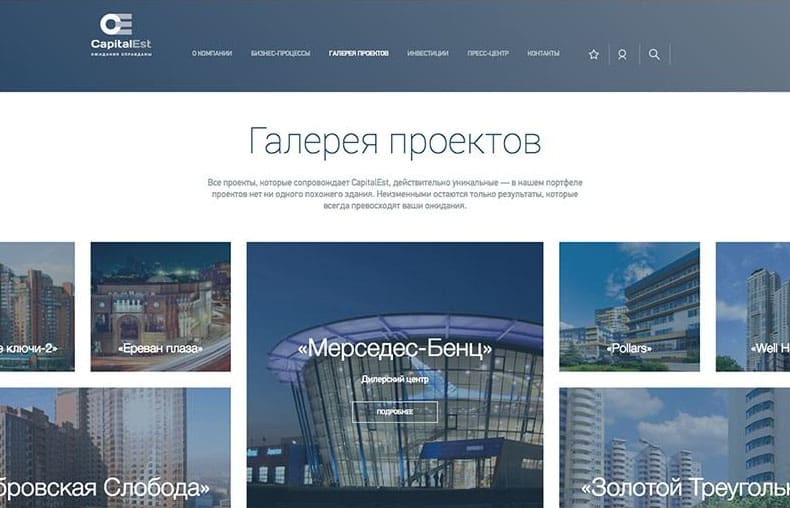 CapitalEst
ОЖИДАНИЯ ОПРАВДАНЫ
О КОМПАНИИ БИЗНЕС-ПРОЦЕССЫ ГАЛЕРЕЯ ПРОЕКТОВ ИНВЕСТИЦИИ ПРЕСС-ЦЕНТР КОНТАКТЫ
Галерея проектов
Все проекты, которые сопровождает CapitalEst, действительно уникальные — в нашем портфеле
проектов нет ни одного похожего здания. Неизменными остаются только результаты, которые
всегда превосходят ваши ожидания.
е ключи-2»
«Ереван плаза»
«Мерседес-Бенц»
Дилерский центр
ПОДРОБНЕЕ
«Pollars»
«Well H
бровская Слобода»
«Золотой Треугольн